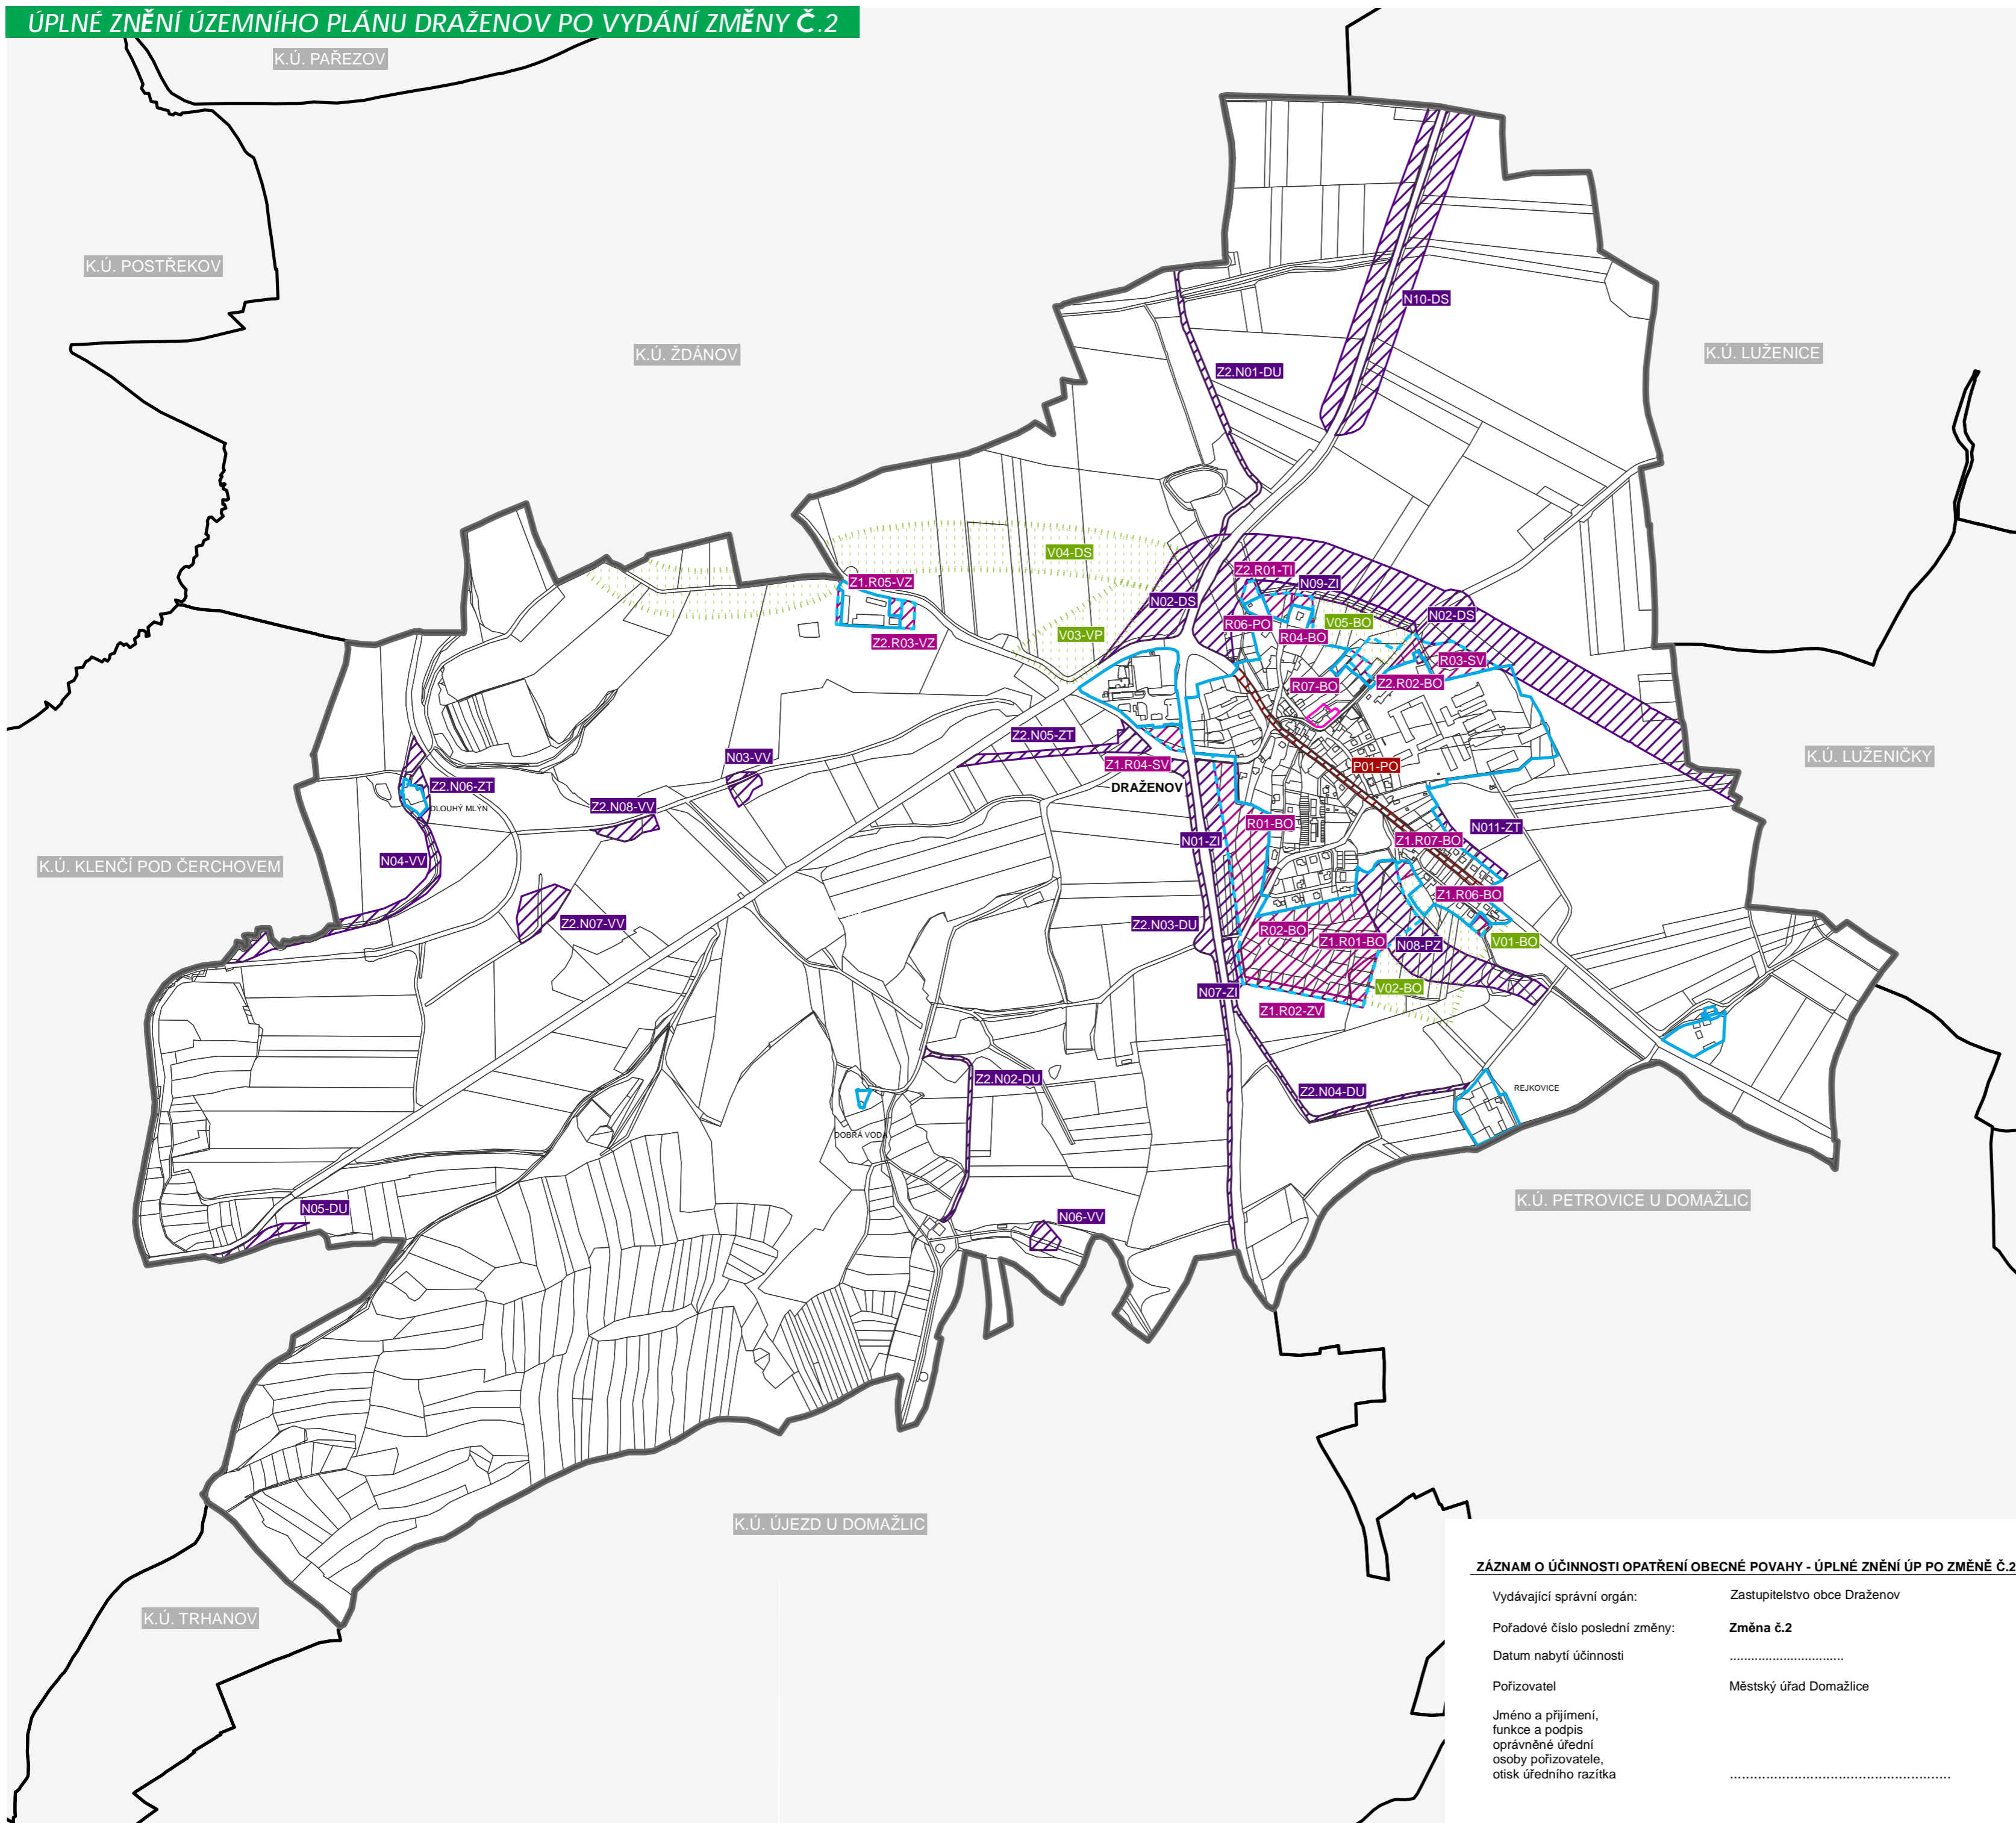 ÚPLNÉ ZNĚNÍ ÚZEMNÍHO PLÁNU DRAŽENOV PO VYDÁNÍ ZMĚNY Č.2
K.Ú. PAŘEZOV
K.Ú. POSTŘEKOV
N10-DS
K.Ú. ŽDÁNOV
K.Ú. LUŽENICE
Z2.N01-DU
V04-DS
Z2.R01-TI
Z1.R05-VZ
N09-ZI
N02-DS
N02-DS
R06-PO
V05-BO
V03-VP
R04-BO
Z2.R03-VZ
R03-SV
R07-BO
Z2.R02-BO
Z2.N05-ZT
N03-VV
K.Ú. LUŽENIČKY
Z1.R04-SV
P01-PO
Z2.N06-ZT
DRAŽENOV
DLOUHÝ MLÝN
Z2.N08-VV
R01-BO
N011-ZT
N01-ZI
Z1.R07-BO
N04-VV
K.Ú. KLENČÍ POD ČERCHOVEM
Z1.R06-BO
Z2.N07-VV
Z2.N03-DU
R02-BO
Z1.R01-BO
N08-PZ
V01-BO
V02-BO
N07-ZI
Z1.R02-ZV
Z2.N02-DU
Z2.N04-DU
REJKOVICE
DOBRÁ VODA
K.Ú. PETROVICE U DOMAŽLIC
N05-DU
N06-VV
K.Ú. ÚJEZD U DOMAŽLIC
K.Ú. TRHANOV
ZÁZNAM O ÚČINNOSTI OPATŘENÍ OBECNÉ POVAHY - ÚPLNÉ ZNĚNÍ ÚP PO ZMĚNĚ Č.2
Vydávající správní orgán: Zastupitelstvo obce Draženov
Pořadové číslo poslední změny: Změna č.2
Datum nabytí účinnosti ................................
Pořizovatel Městský úřad Domažlice
Jméno a přijímení,
funkce a podpis
oprávněné úřední
osoby pořizovatele,
otisk úředního razítka .......................................................